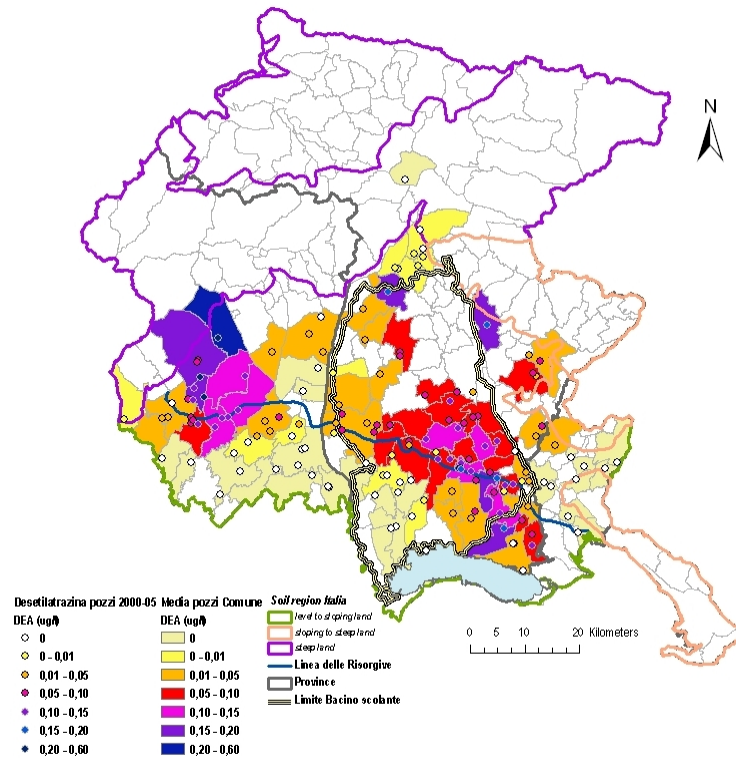 N
Desetilatrazina pozzi 2000-05
DEA (ug/l)
0
0 - 0,01
0,01 - 0,05
0,05 - 0,10
0,10 - 0,15
0,15 - 0,20
0,20 - 0,60
Media pozzi Comune
DEA (ug/l)
0
0 - 0,01
0,01 - 0,05
0,05 - 0,10
0,10 - 0,15
0,15 - 0,20
0,20 - 0,60
Soil region Italia
level to sloping land
sloping to steep land
steep land
Linea delle Risorgive
Province
Limite Bacino scolante
0 5 10 20 Kilometers